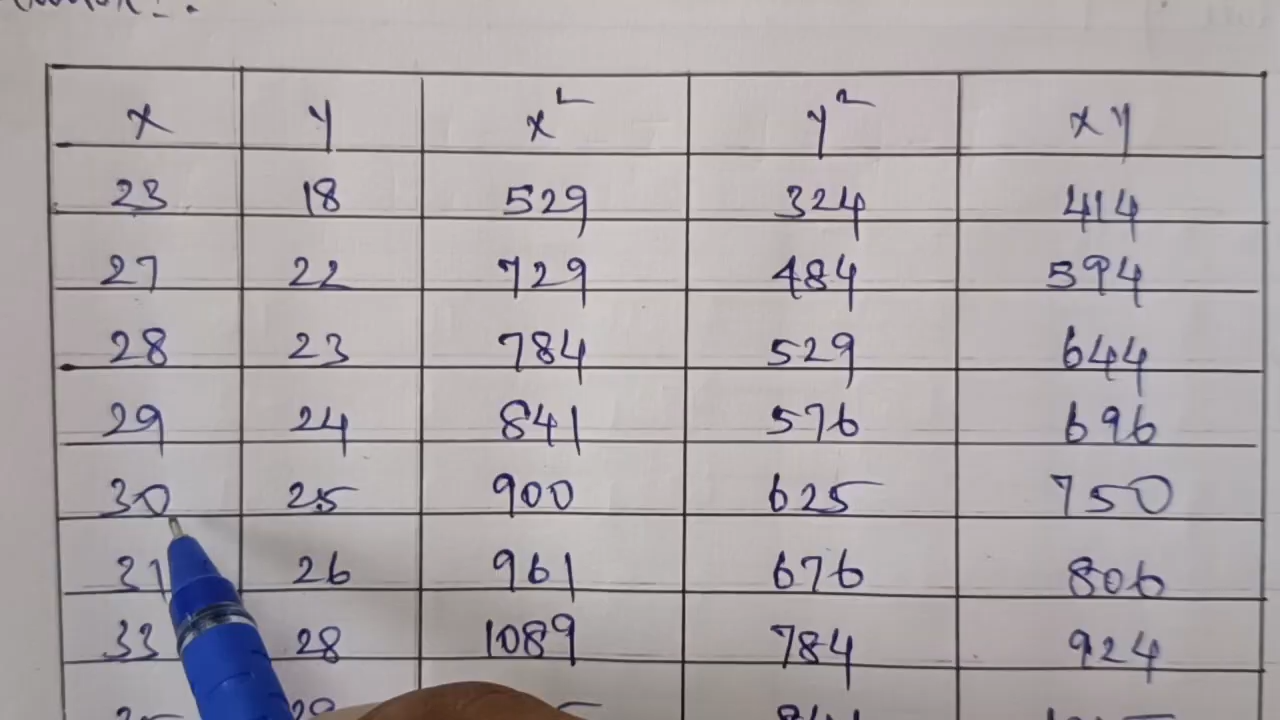 x y x² y² xy
23 18 529 324 414
27 22 729 484 594
28 23 784 529 644
29 24 841 576 696
30 25 900 625 750
31 26 961 676 806
33 28 1089 784 924